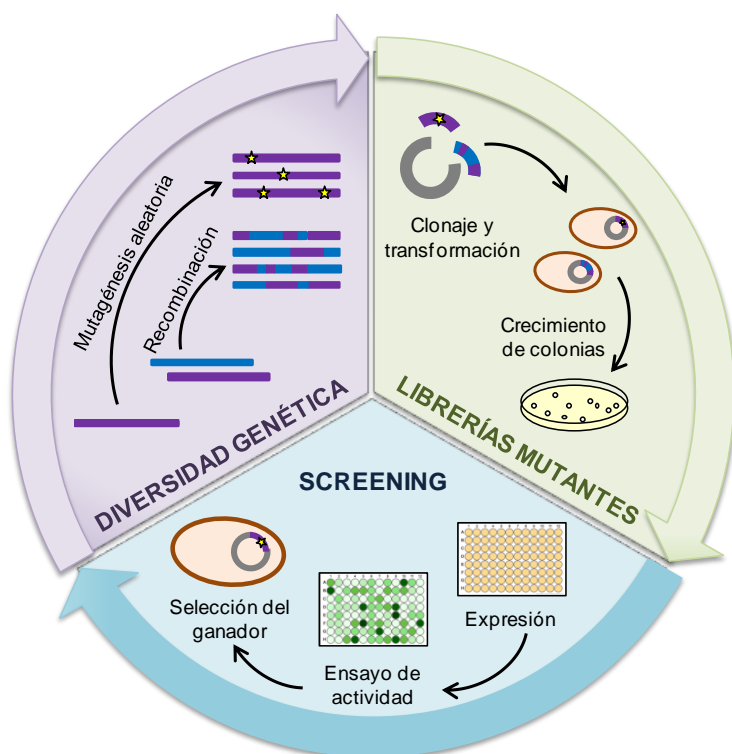 Mutagénesis aleatoria
Recombinación
DIVERSIDAD GENÉTICA
Clonaje y
transformación
Crecimiento
de colonias
LIBRERÍAS MUTANTES
SCREENING
Expresión
Ensayo de
actividad
Selección del
ganador